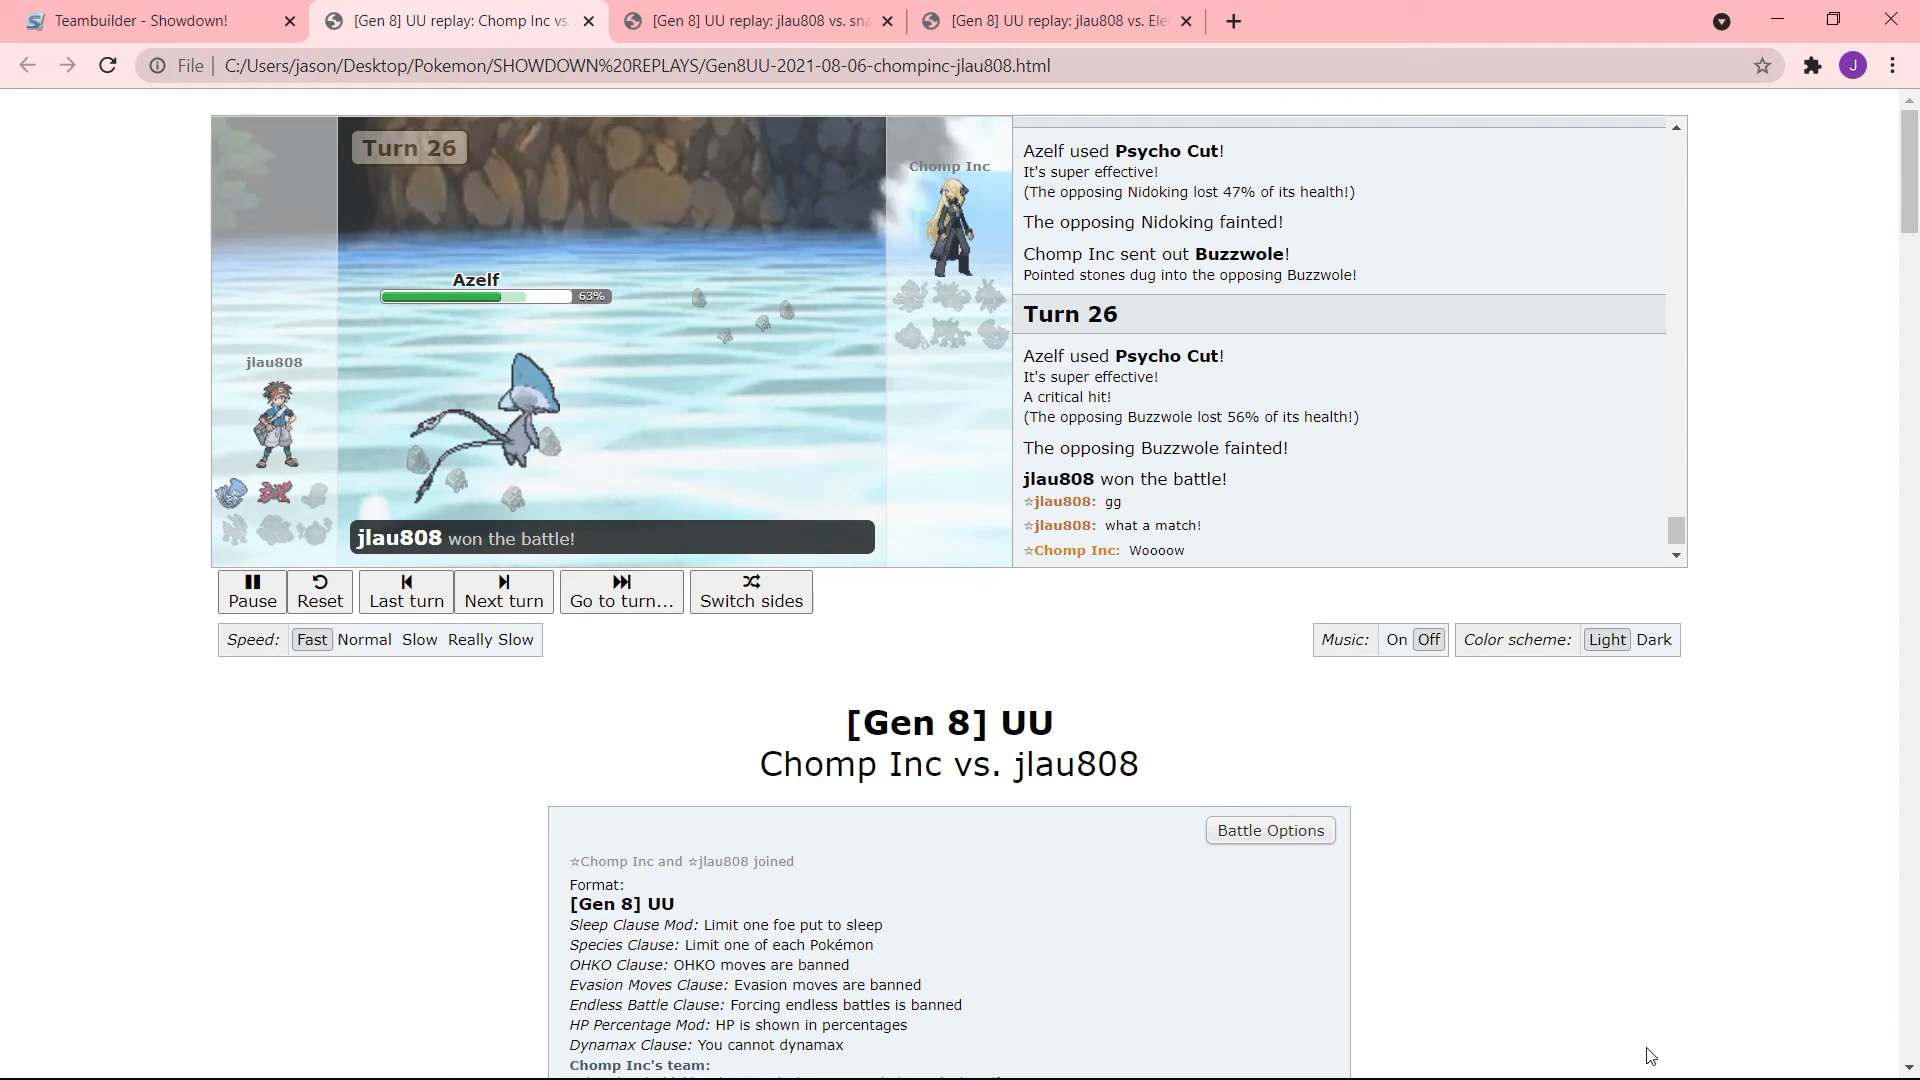 Teambuilder - Showdown!
[Gen 8] UU replay: Chomp Inc vs.
[Gen 8] UU replay: jlau808 vs. sna
[Gen 8] UU replay: jlau808 vs. Ele
File
C:/Users/jason/Desktop/Pokemon/SHOWDOWN%20REPLAYS/Gen8UU-2021-08-06-chompinc-jlau808.html
J
Turn 26
Chomp Inc
Azelf
63%
jlau808
jlau808 won the battle!
Azelf used Psycho Cut!
It's super effective!
(The opposing Nidoking lost 47% of its health!)
The opposing Nidoking fainted!
Chomp Inc sent out Buzzwole!
Pointed stones dug into the opposing Buzzwole!
Turn 26
Azelf used Psycho Cut!
It's super effective!
A critical hit!
(The opposing Buzzwole lost 56% of its health!)
The opposing Buzzwole fainted!
jlau808 won the battle!
☆jlau808: gg
☆jlau808: what a match!
☆Chomp Inc: Woooow
Pause Reset Last turn Next turn Go to turn... Switch sides
Speed: Fast Normal Slow Really Slow
Music: On Off Color scheme: Light Dark
[Gen 8] UU
Chomp Inc vs. jlau808
Battle Options
☆Chomp Inc and ☆jlau808 joined
Format:
[Gen 8] UU
Sleep Clause Mod: Limit one foe put to sleep
Species Clause: Limit one of each Pokémon
OHKO Clause: OHKO moves are banned
Evasion Moves Clause: Evasion moves are banned
Endless Battle Clause: Forcing endless battles is banned
HP Percentage Mod: HP is shown in percentages
Dynamax Clause: You cannot dynamax
Chomp Inc's team: